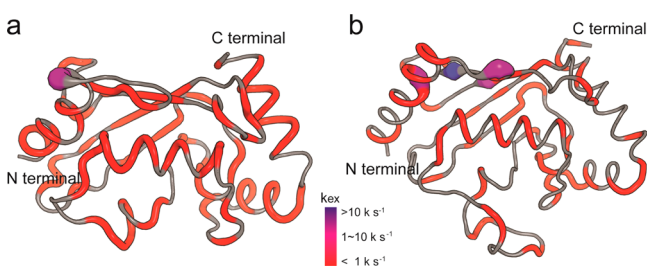 a
C terminal
N terminal
b
C terminal
N terminal
kex
>10 k s⁻¹
1~10 k s⁻¹
< 1 k s⁻¹